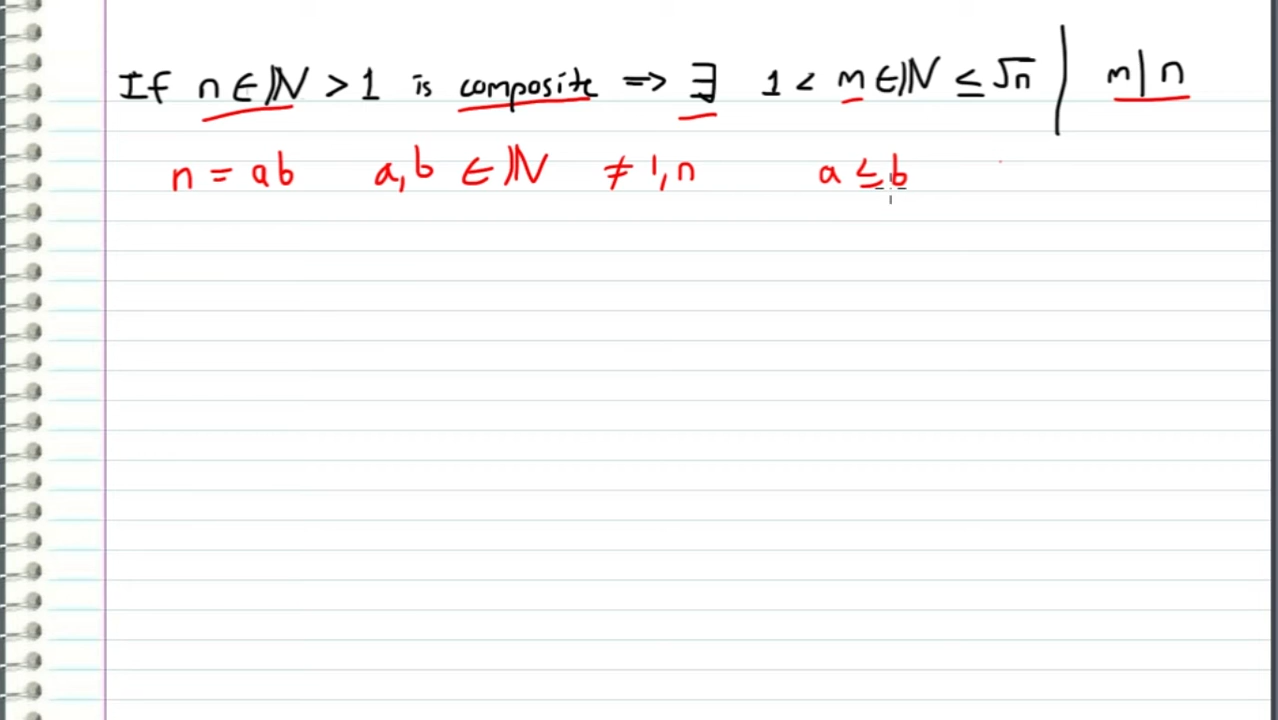 If n ∈ ℕ > 1 is composite => ∃ 1 < m ∈ ℕ ≤ √n | m|n
n = ab a,b ∈ ℕ ≠ 1,n a ≤ b